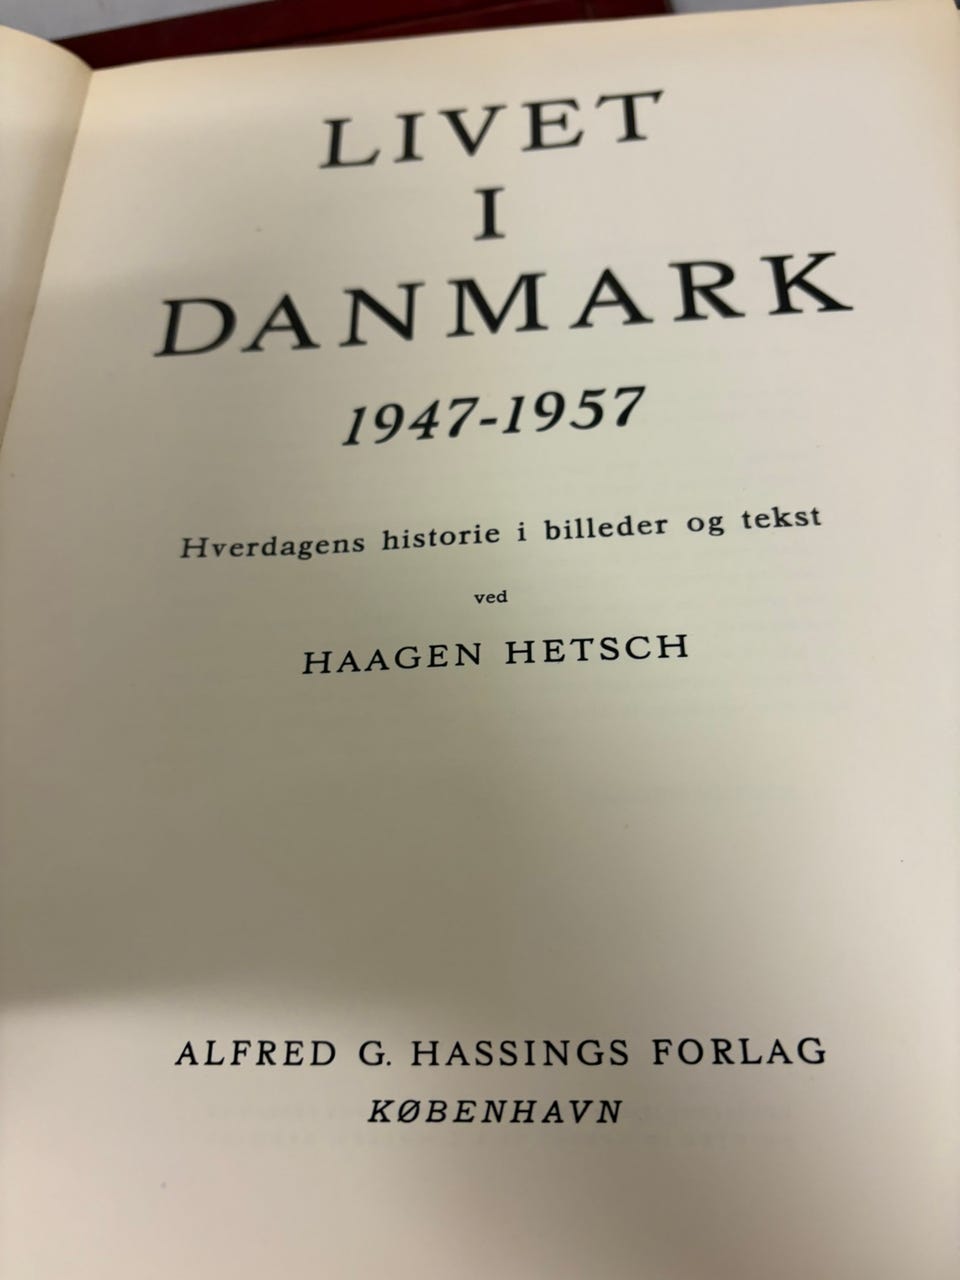 LIVET
I
DANMARK
1947-1957
Hverdagens historie i billeder og tekst
ved
HAAGEN HETSCH
ALFRED G. HASSINGS FORLAG
KØBENHAVN